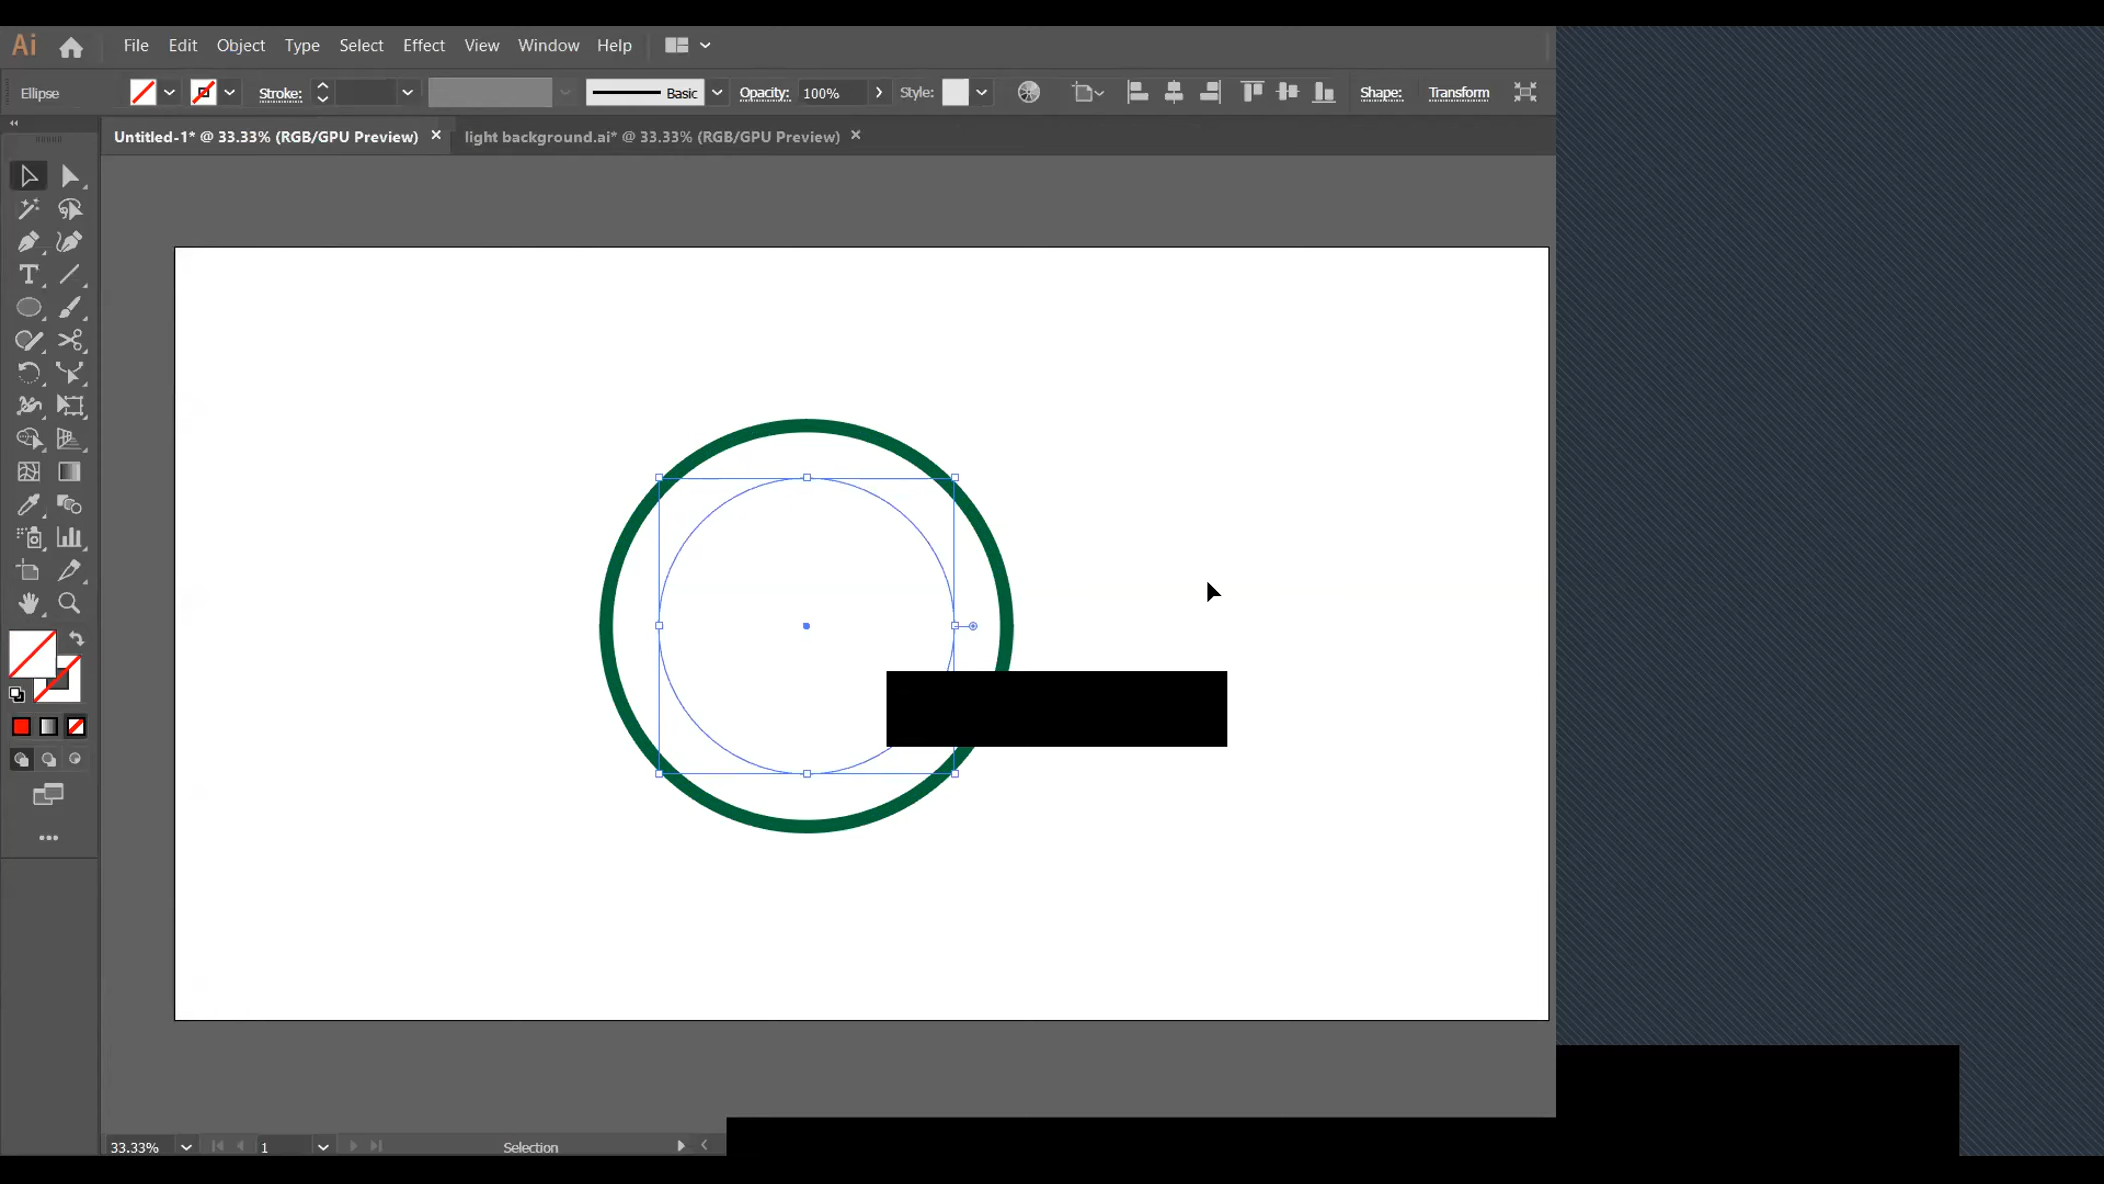 Ai File Edit Object Type Select Effect View Window Help
Ellipse Stroke: Basic Opacity: 100% Style: Shape: Transform
Untitled-1* @ 33.33% (RGB/GPU Preview) × light background.ai* @ 33.33% (RGB/GPU Preview) ×
33.33% 1 Selection